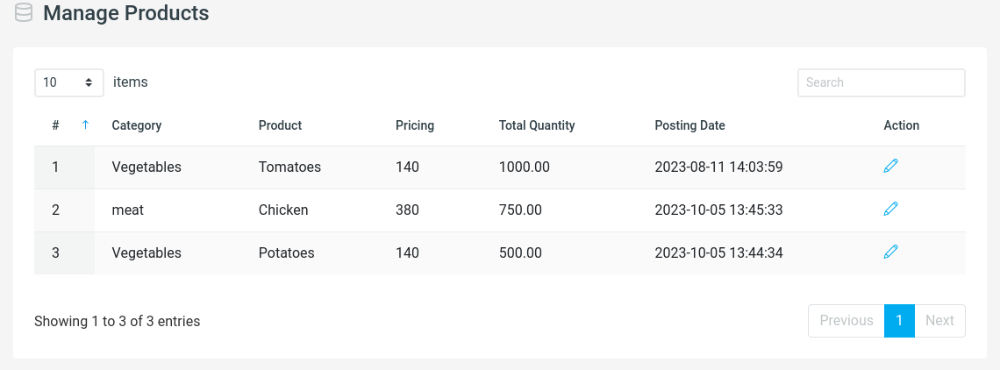 Manage Products
10 items Search
# Category Product Pricing Total Quantity Posting Date Action
1 Vegetables Tomatoes 140 1000.00 2023-08-11 14:03:59
2 meat Chicken 380 750.00 2023-10-05 13:45:33
3 Vegetables Potatoes 140 500.00 2023-10-05 13:44:34
Showing 1 to 3 of 3 entries Previous 1 Next